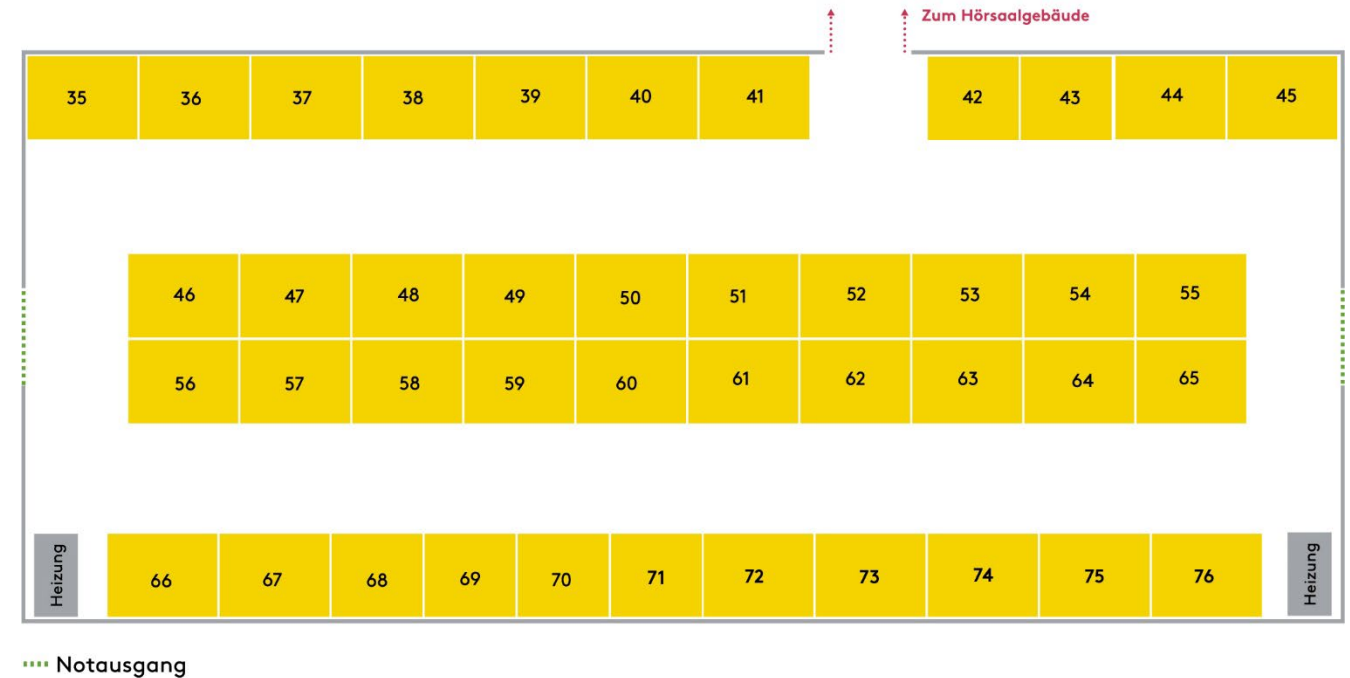 Zum Hörsaalgebäude
35 36 37 38 39 40 41 42 43 44 45
46 47 48 49 50 51 52 53 54 55
56 57 58 59 60 61 62 63 64 65
Heizung 66 67 68 69 70 71 72 73 74 75 76 Heizung
Notausgang